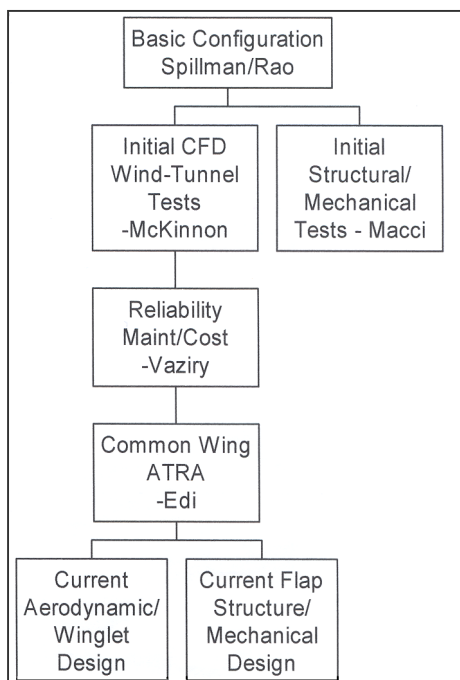 Basic Configuration
Spillman/Rao
Initial CFD
Wind-Tunnel
Tests
-McKinnon
Initial
Structural/
Mechanical
Tests - Macci
Reliability
Maint/Cost
-Vaziry
Common Wing
ATRA
-Edi
Current
Aerodynamic/
Winglet
Design
Current Flap
Structure/
Mechanical
Design